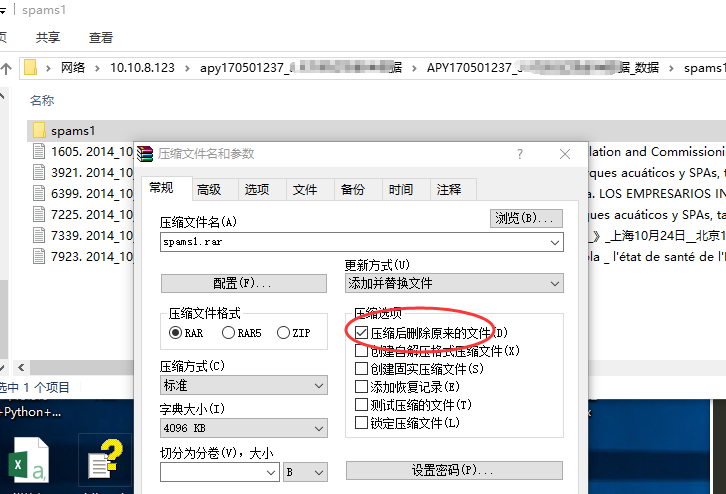 spams1
页 共享 查看
网络 10.10.8.123 apy170501237_ 数据 APY170501237_ 数据_数据 spams1
名称
spams1
1605. 2014_10 lation and Commissioni
3921. 2014_10 rques acuáticos y SPAs, ta
6399. 2014_10 a. LOS EMPRESARIOS IN
7225. 2014_10 ques acuáticos y SPAs, ta
7339. 2014_10 _》_上海10月24日__北京1
7923. 2014_10 ola _ l'état de santé de l'
选中 1 个项目
压缩文件名和参数 ?
常规 高级 选项 文件 备份 时间 注释
压缩文件名(A) 浏览(B)...
spams1.rar
更新方式(U)
配置(F)... 添加并替换文件
压缩文件格式 压缩选项
RAR RAR5 ZIP 压缩后删除原来的文件(D)
创建自解压格式压缩文件(X)
压缩方式(C) 创建固实压缩文件(S)
标准 添加恢复记录(E)
字典大小(I) 测试压缩的文件(T)
4096 KB 锁定压缩文件(L)
切分为分卷(V)，大小
B 设置密码(P)...
+Python+...
a,